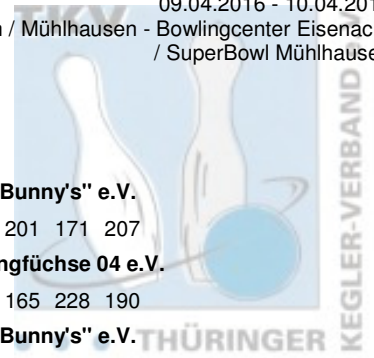 09.04.2016 - 10.04.201
/ Mühlhausen - Bowlingcenter Eisenac
/ SuperBowl Mühlhause
TKV
Bunny's" e.V.
201 171 207
ngfüchse 04 e.V.
165 228 190
Bunny's" e.V.
THÜRINGER
KEGLER-VERBAND e.V.